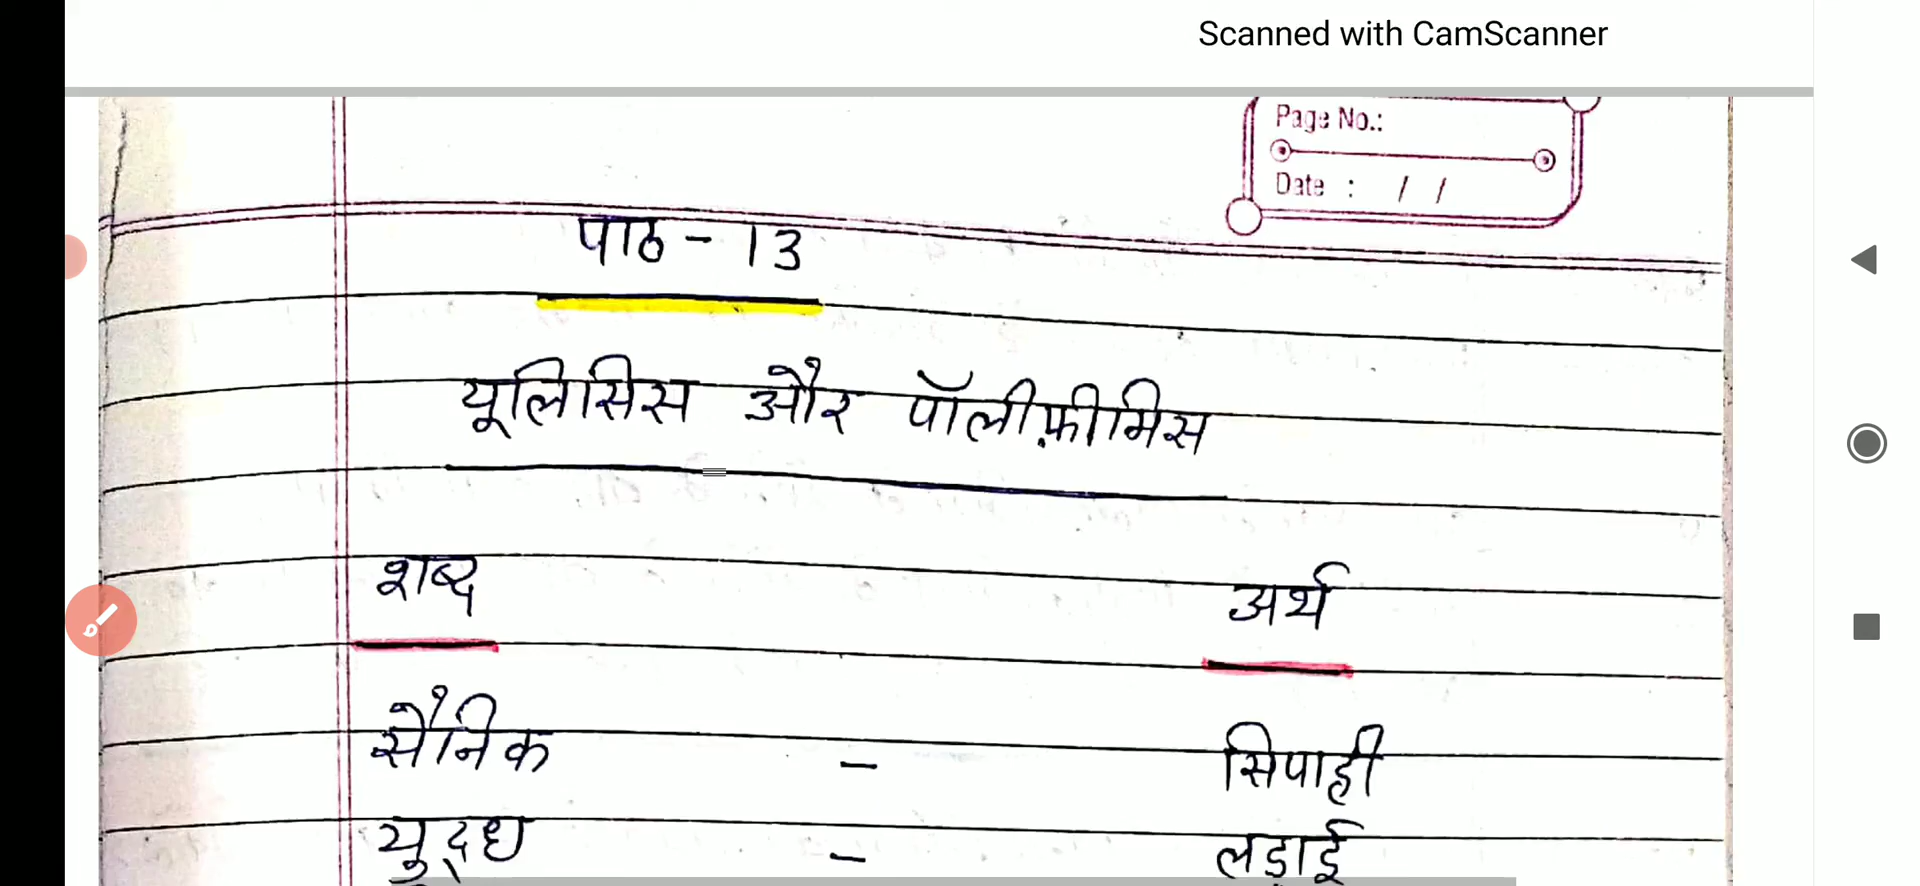 Scanned with CamScanner
Page No.:
Date : / /
पाठ - 13
यूलिसिस और पॉलीफ़ीमिस
शब्द अर्थ
सैनिक - सिपाही
युद्ध - लड़ाई